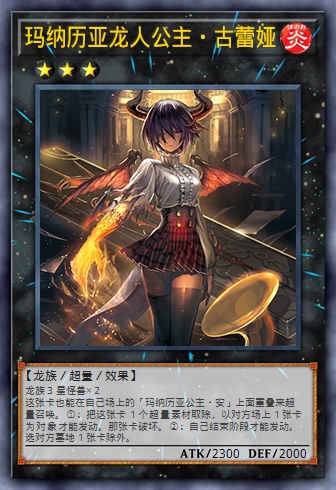 玛纳历亚龙人公主・古蕾娅 炎
【龙族／超量／效果】
龙族３星怪兽×２
这张卡也能在自己场上的「玛纳历亚公主・安」上面重叠来超
量召唤。①：把这张卡１个超量素材取除，以对方场上１张卡
为对象才能发动。那张卡破坏。②：自己结束阶段才能发动。
选对方墓地１张卡除外。
ATK/2300 DEF/2000